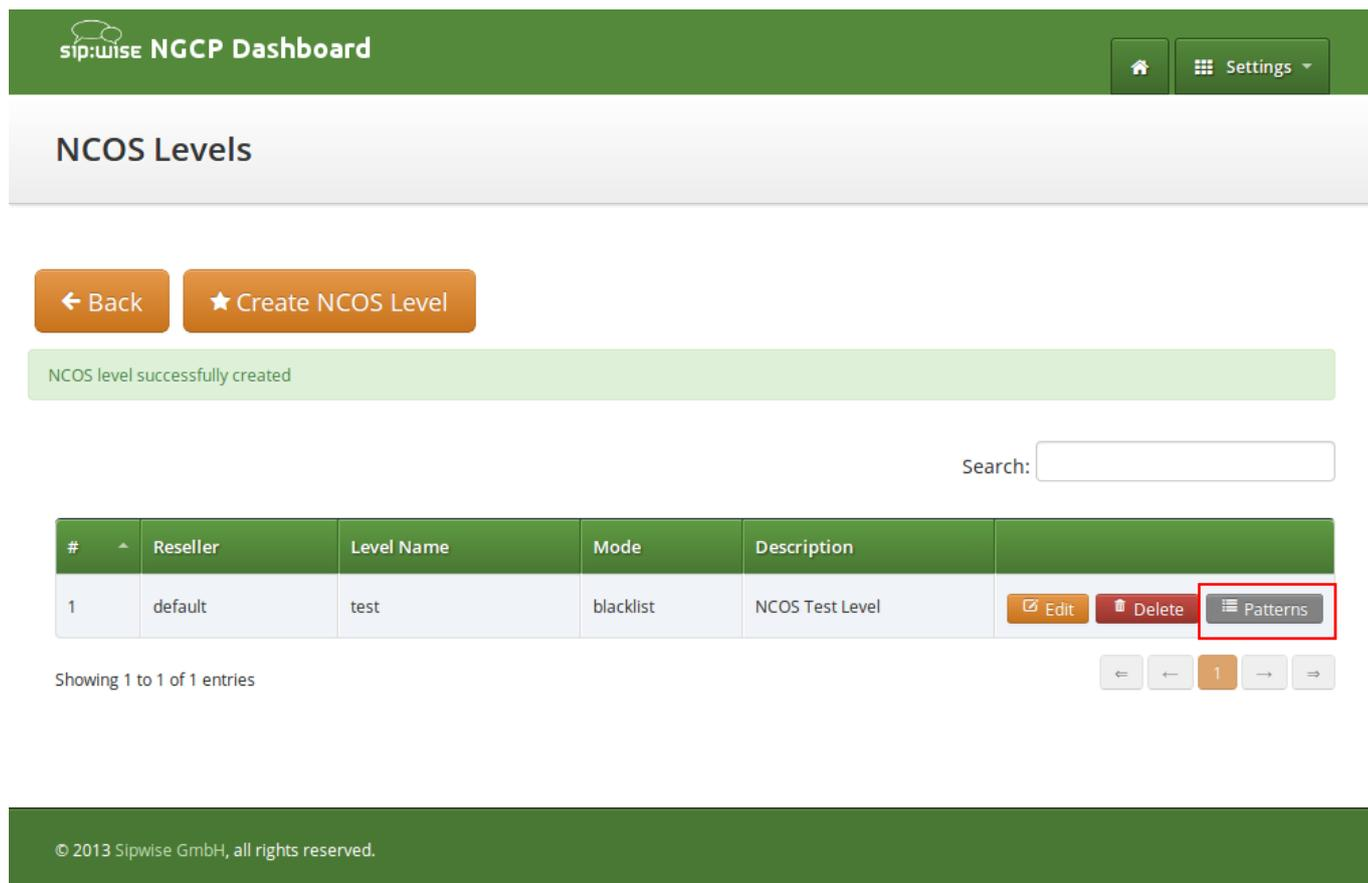 sip:wise NGCP Dashboard
Settings
NCOS Levels
Back
Create NCOS Level
NCOS level successfully created
Search:
# Reseller Level Name Mode Description
1 default test blacklist NCOS Test Level Edit Delete Patterns
Showing 1 to 1 of 1 entries
⇐ ← 1 → ⇒
© 2013 Sipwise GmbH, all rights reserved.